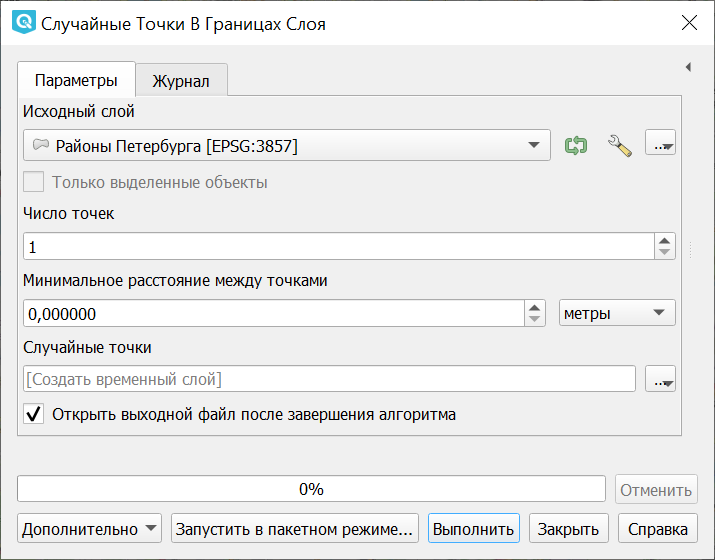 Случайные Точки В Границах Слоя
Параметры
Журнал
Исходный слой
Районы Петербурга [EPSG:3857]
...
Только выделенные объекты
Число точек
1
Минимальное расстояние между точками
0,000000
метры
Случайные точки
[Создать временный слой]
...
Открыть выходной файл после завершения алгоритма
0%
Отменить
Дополнительно
Запустить в пакетном режиме...
Выполнить
Закрыть
Справка